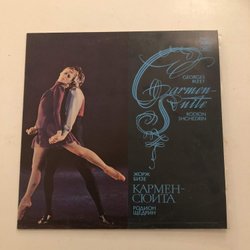 GEORGES
BIZET
Carmen-
Suite
RODION
SHCHEDRIN
ЖОРЖ
БИЗЕ
КАРМЕН-
СЮИТА
РОДИОН
ЩЕДРИН